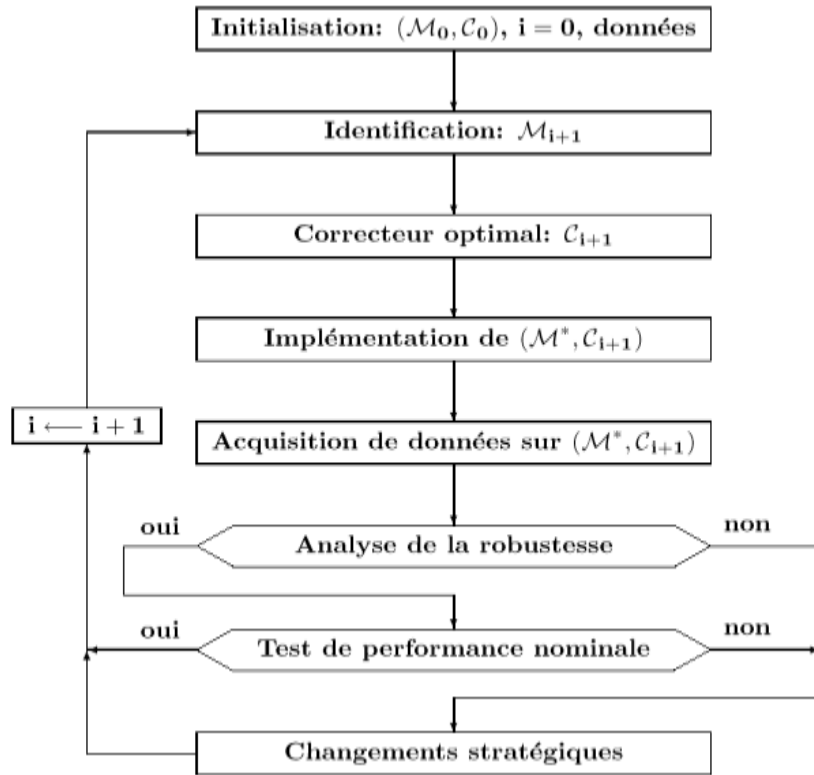 Initialisation: (ℳ₀, 𝒞₀), i = 0, données
Identification: ℳᵢ₊₁
Correcteur optimal: 𝒞ᵢ₊₁
Implémentation de (ℳ*, 𝒞ᵢ₊₁)
i ⟵ i + 1
Acquisition de données sur (ℳ*, 𝒞ᵢ₊₁)
oui
non
Analyse de la robustesse
oui
non
Test de performance nominale
Changements stratégiques